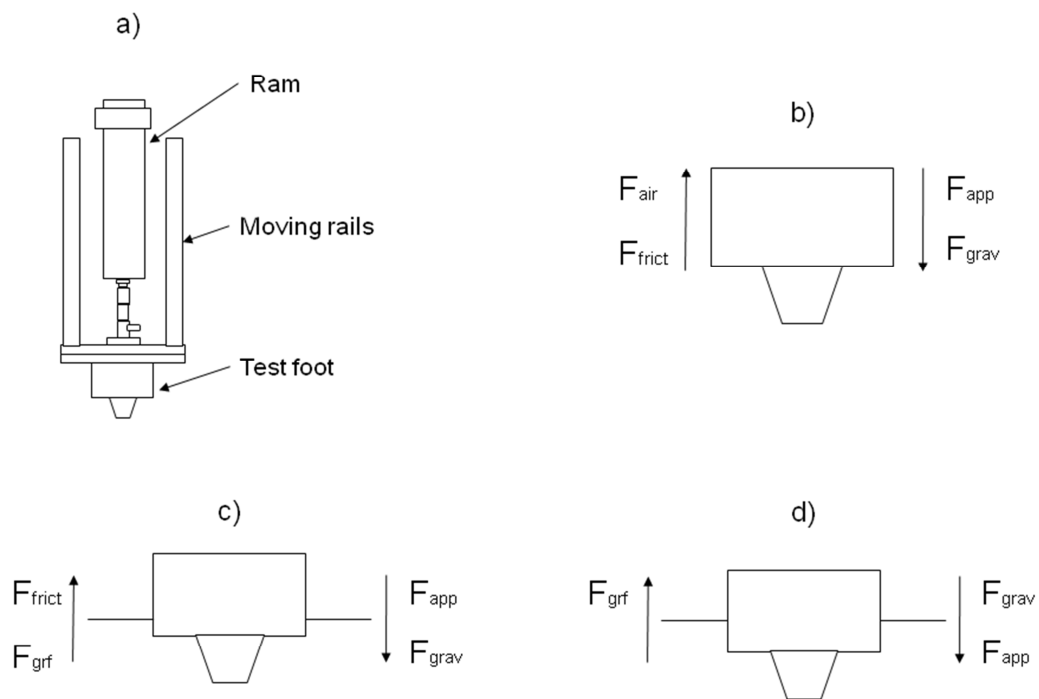 a)
Ram
Moving rails
Test foot
b)
Fair
Ffrict
Fapp
Fgrav
c)
Ffrict
Fgrf
Fapp
Fgrav
d)
Fgrf
Fgrav
Fapp